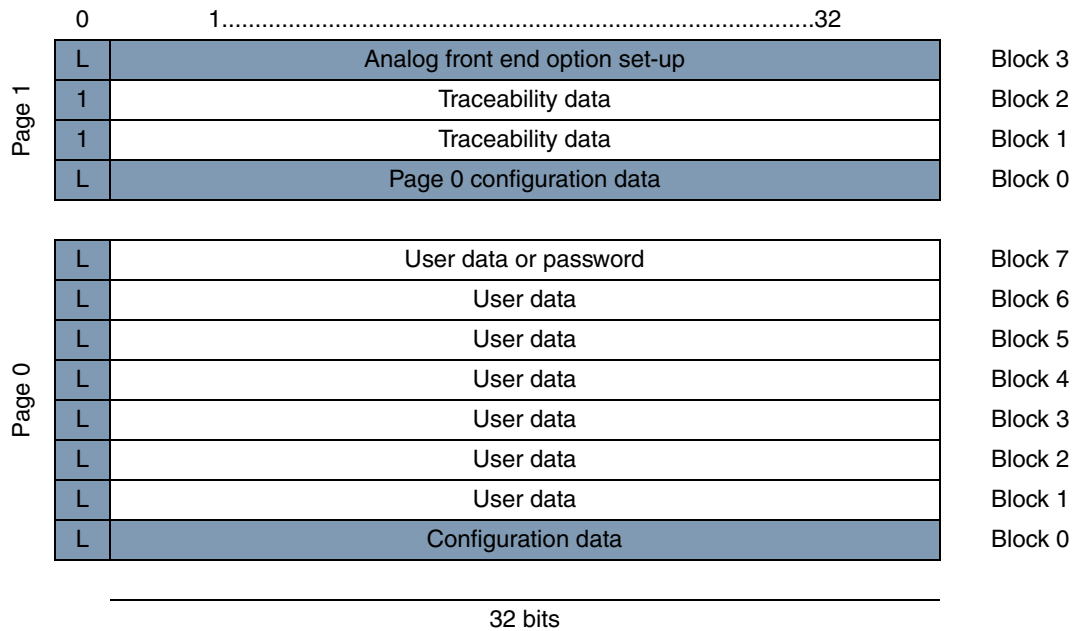 0 1..................................................................................32
Page 1
L Analog front end option set-up Block 3
1 Traceability data Block 2
1 Traceability data Block 1
L Page 0 configuration data Block 0
Page 0
L User data or password Block 7
L User data Block 6
L User data Block 5
L User data Block 4
L User data Block 3
L User data Block 2
L User data Block 1
L Configuration data Block 0
32 bits